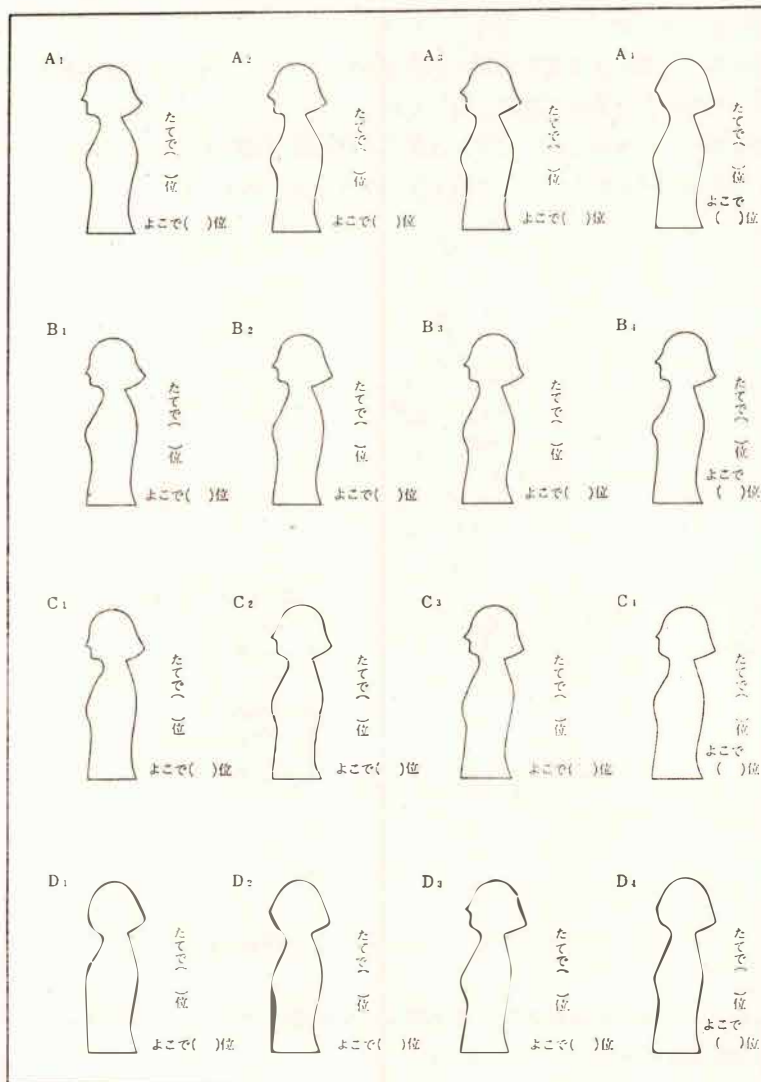 A1
たてで( )位
よこで( )位
A2
たてで( )位
よこで( )位
A3
たてで( )位
よこで( )位
A4
たてで( )位
よこで
( )位
B1
たてで( )位
よこで( )位
B2
たてで( )位
よこで( )位
B3
たてで( )位
よこで( )位
B4
たてで( )位
よこで
( )位
C1
たてで( )位
よこで( )位
C2
たてで( )位
よこで( )位
C3
たてで( )位
よこで( )位
C4
たてで( )位
よこで
( )位
D1
たてで( )位
よこで( )位
D2
たてで( )位
よこで( )位
D3
たてで( )位
よこで( )位
D4
たてで( )位
よこで
( )位